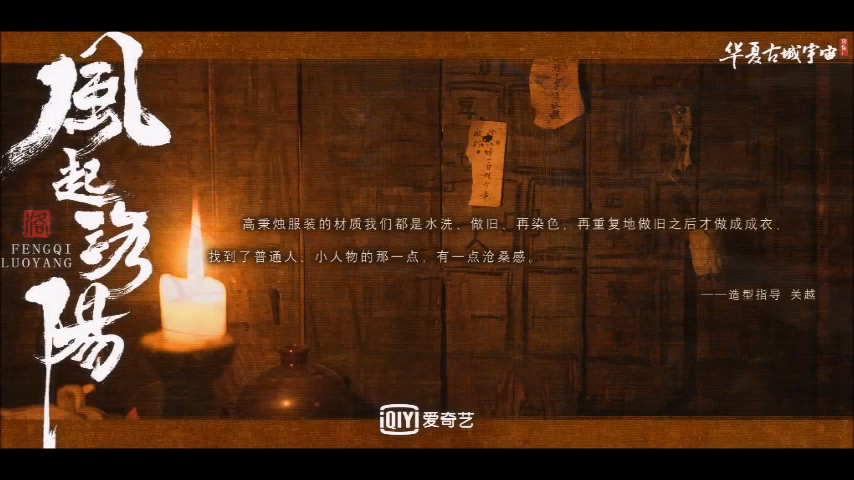 華夏古城宇宙
風起洛陽
洛
FENGQI
LUOYANG
高秉烛服装的材质我们都是水洗、做旧、再染色，再重复地做旧之后才做成成衣，
找到了普通人、小人物的那一点，有一点沧桑感。
——造型指导 关越
iQIYI 爱奇艺